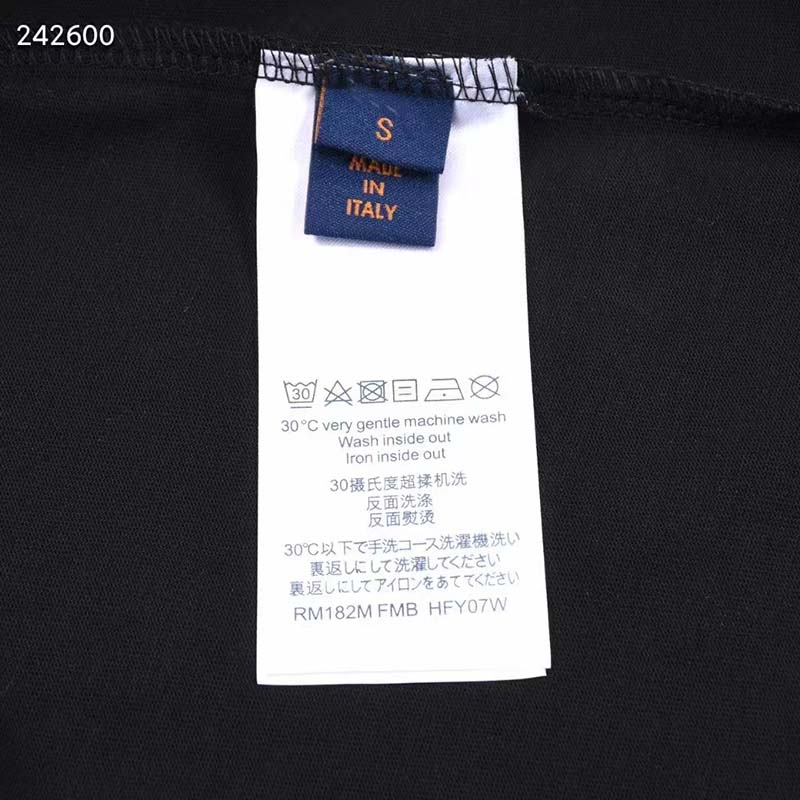 242600
S
MADE
IN
ITALY
30
30°C very gentle machine wash
Wash inside out
Iron inside out
30摄氏度超揉机洗
反面洗涤
反面熨烫
30℃以下で手洗コース洗濯機洗い
裏返しにして洗濯してください
裏返しにしてアイロンをあててください
RM182M FMB HFY07W